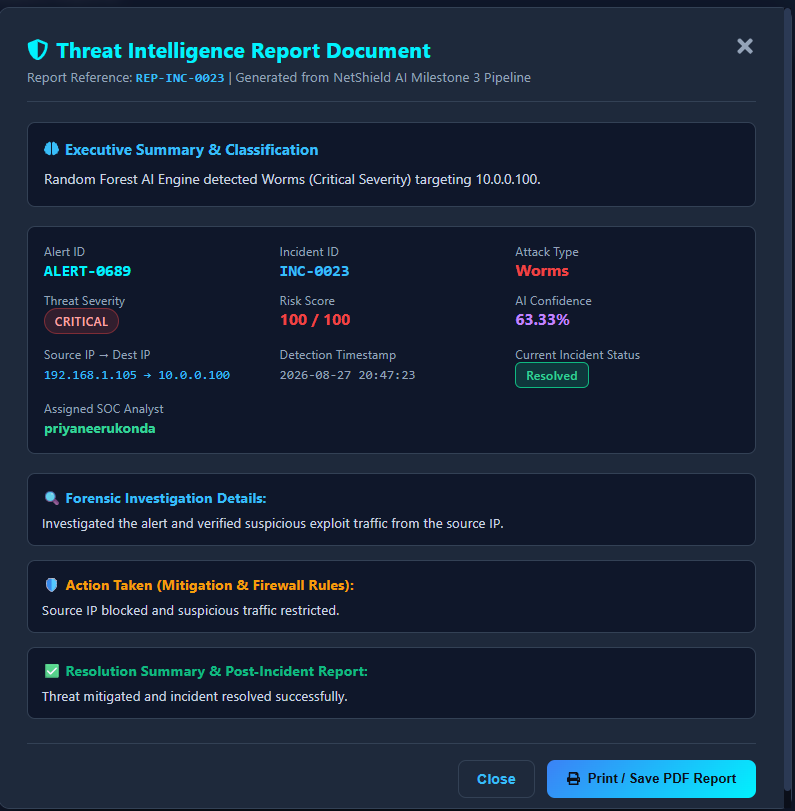 Threat Intelligence Report Document
Report Reference: REP-INC-0023 | Generated from NetShield AI Milestone 3 Pipeline
Executive Summary & Classification
Random Forest AI Engine detected Worms (Critical Severity) targeting 10.0.0.100.
Alert ID
ALERT-0689
Incident ID
INC-0023
Attack Type
Worms
Threat Severity
CRITICAL
Risk Score
100 / 100
AI Confidence
63.33%
Source IP → Dest IP
192.168.1.105 → 10.0.0.100
Detection Timestamp
2026-08-27 20:47:23
Current Incident Status
Resolved
Assigned SOC Analyst
priyaneerukonda
Forensic Investigation Details:
Investigated the alert and verified suspicious exploit traffic from the source IP.
Action Taken (Mitigation & Firewall Rules):
Source IP blocked and suspicious traffic restricted.
Resolution Summary & Post-Incident Report:
Threat mitigated and incident resolved successfully.
Close
Print / Save PDF Report